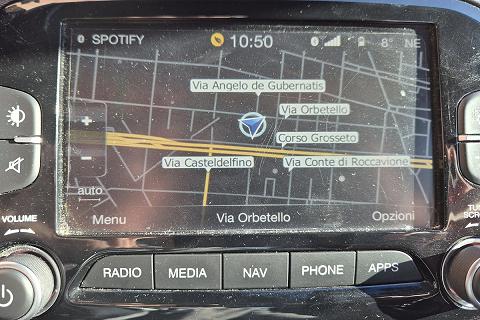 SPOTIFY 10:50 8° NE
Via Angelo de Gubernatis
Via Orbetello
Corso Grosseto
Via Casteldelfino Via Conte di Roccavione
+
-
auto
Menu Via Orbetello Opzioni
VOLUME
RADIO MEDIA NAV PHONE APPS